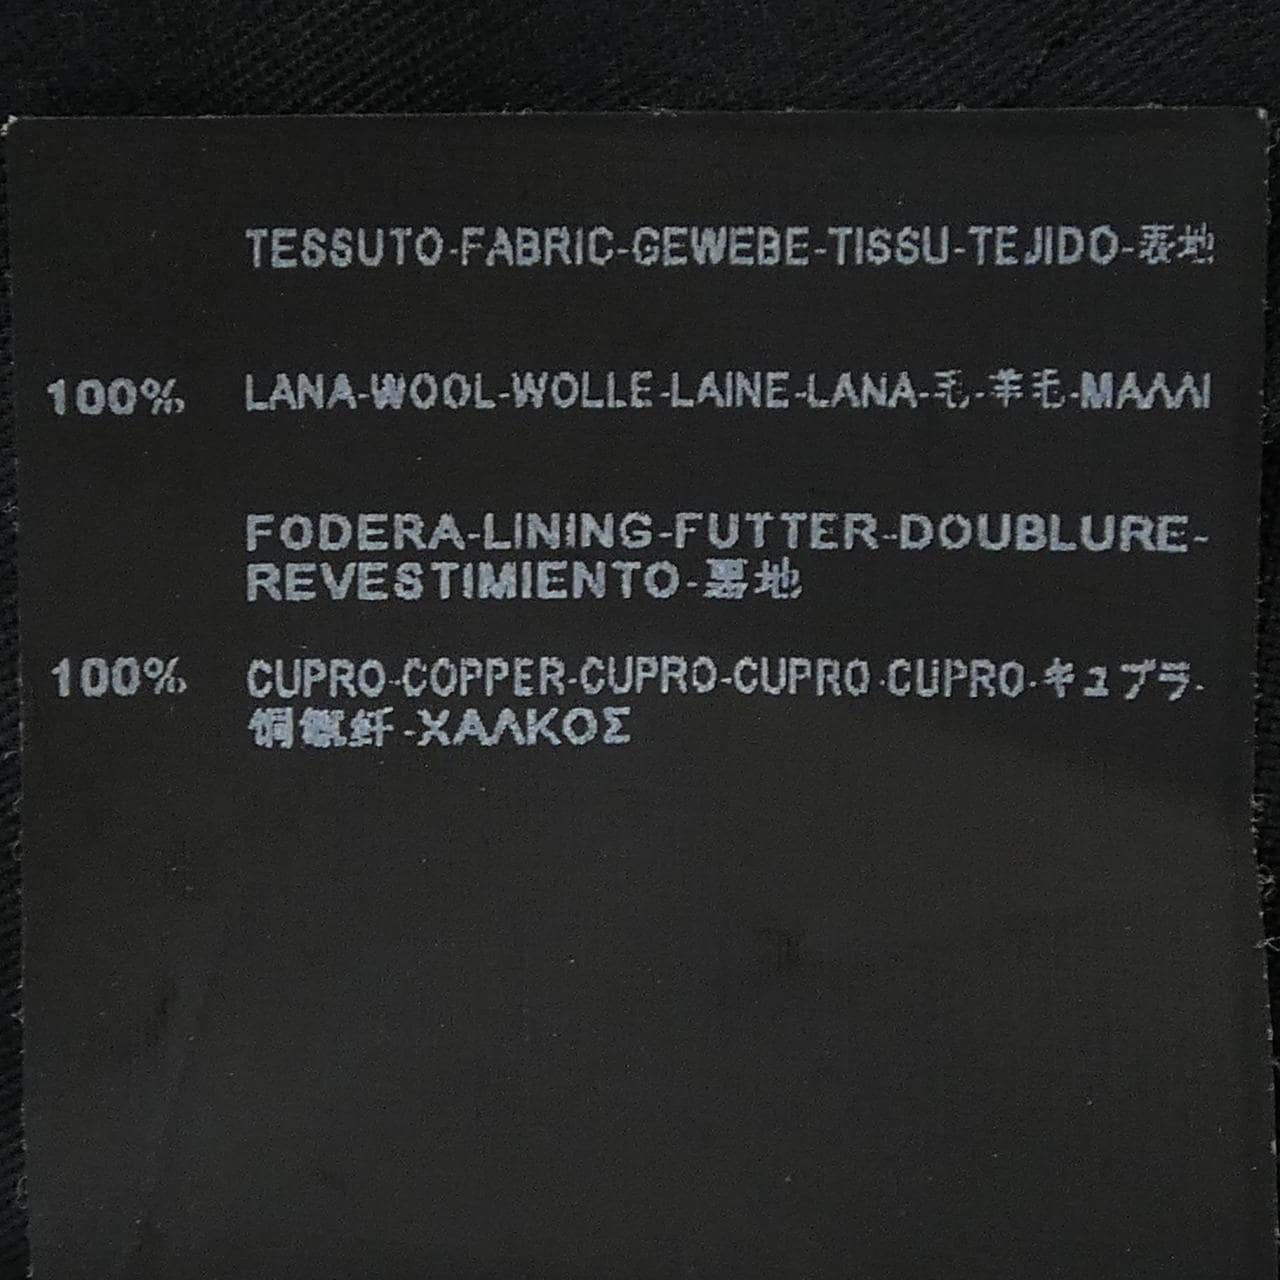 TESSUTO-FABRIC-GEWEBE-TISSU-TEJIDO-表地
100% LANA-WOOL-WOLLE-LAINE-LANA-毛-羊毛-ΜΑΛΛΙ
FODERA-LINING-FUTTER-DOUBLURE-
REVESTIMIENTO-裏地
100% CUPRO-COPPER-CUPRO-CUPRO-CUPRO-キュプラ-
铜氨纤-ΧΑΛΚΟΣ